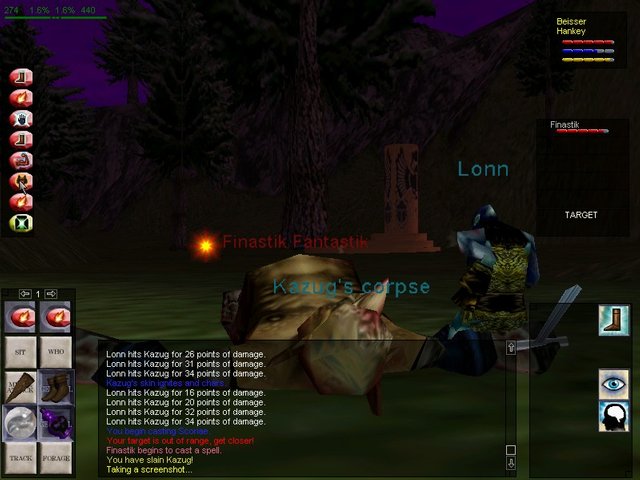 274 1.6% 1.6% .440
Beisser
Hankey
Finastik
TARGET
Lonn
Finastik Fantastik
Kazug's corpse
1
SIT
WHO
TRACK
FORAGE
Lonn hits Kazug for 26 points of damage.
Lonn hits Kazug for 31 points of damage.
Lonn hits Kazug for 34 points of damage.
Kazug's skin ignites and chars.
Lonn hits Kazug for 16 points of damage.
Lonn hits Kazug for 20 points of damage.
Lonn hits Kazug for 32 points of damage.
Lonn hits Kazug for 34 points of damage.
You begin casting Scoriae.
Your target is out of range, get closer!
Finastik begins to cast a spell.
You have slain Kazug!
Taking a screenshot...